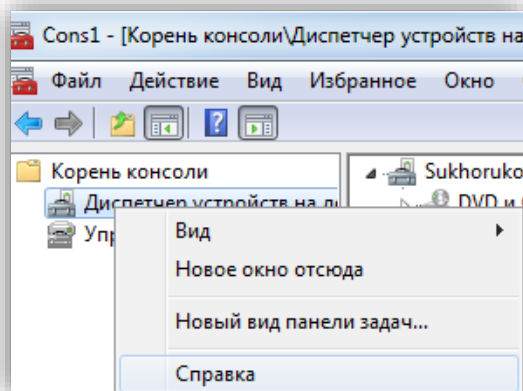 Cons1 - [Корень консоли\Диспетчер устройств на
Файл Действие Вид Избранное Окно
Корень консоли
Диспетчер устройств на
Sukhoruko
DVD и
Вид
Новое окно отсюда
Новый вид панели задач...
Справка